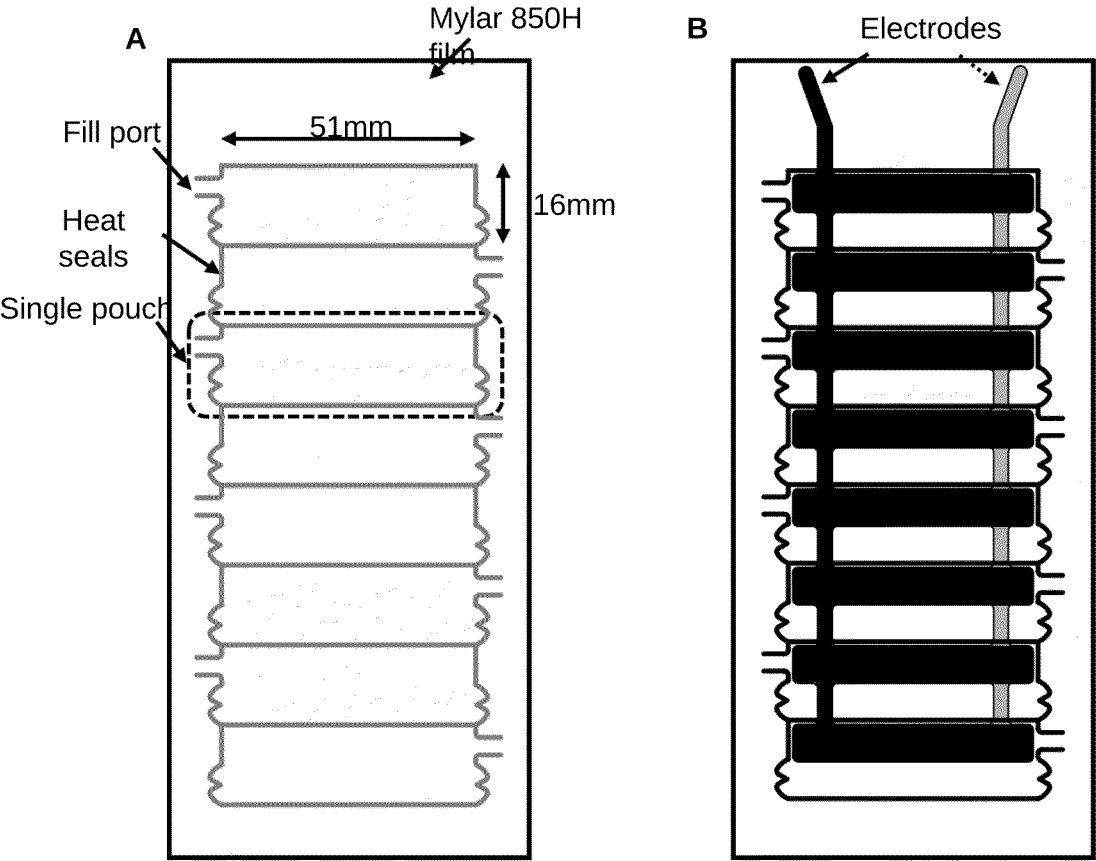 A
Mylar 850H
film
51mm
Fill port
16mm
Heat
seals
Single pouch
B
Electrodes